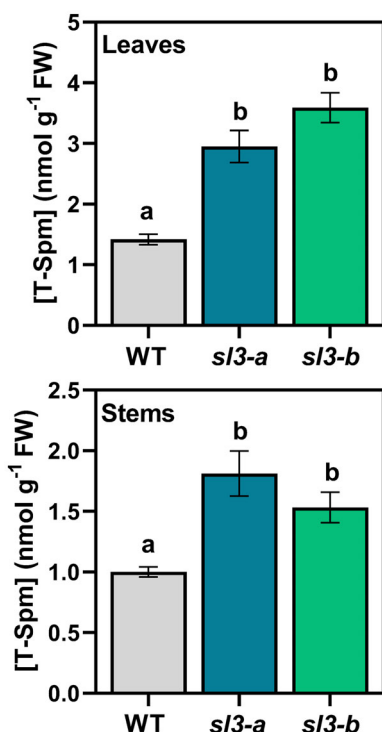 Leaves
[T-Spm] (nmol g⁻¹ FW)
5
4
3
2
1
0
a
b
b
WT
sl3-a
sl3-b
Stems
[T-Spm] (nmol g⁻¹ FW)
2.5
2.0
1.5
1.0
0.5
0.0
a
b
b
WT
sl3-a
sl3-b